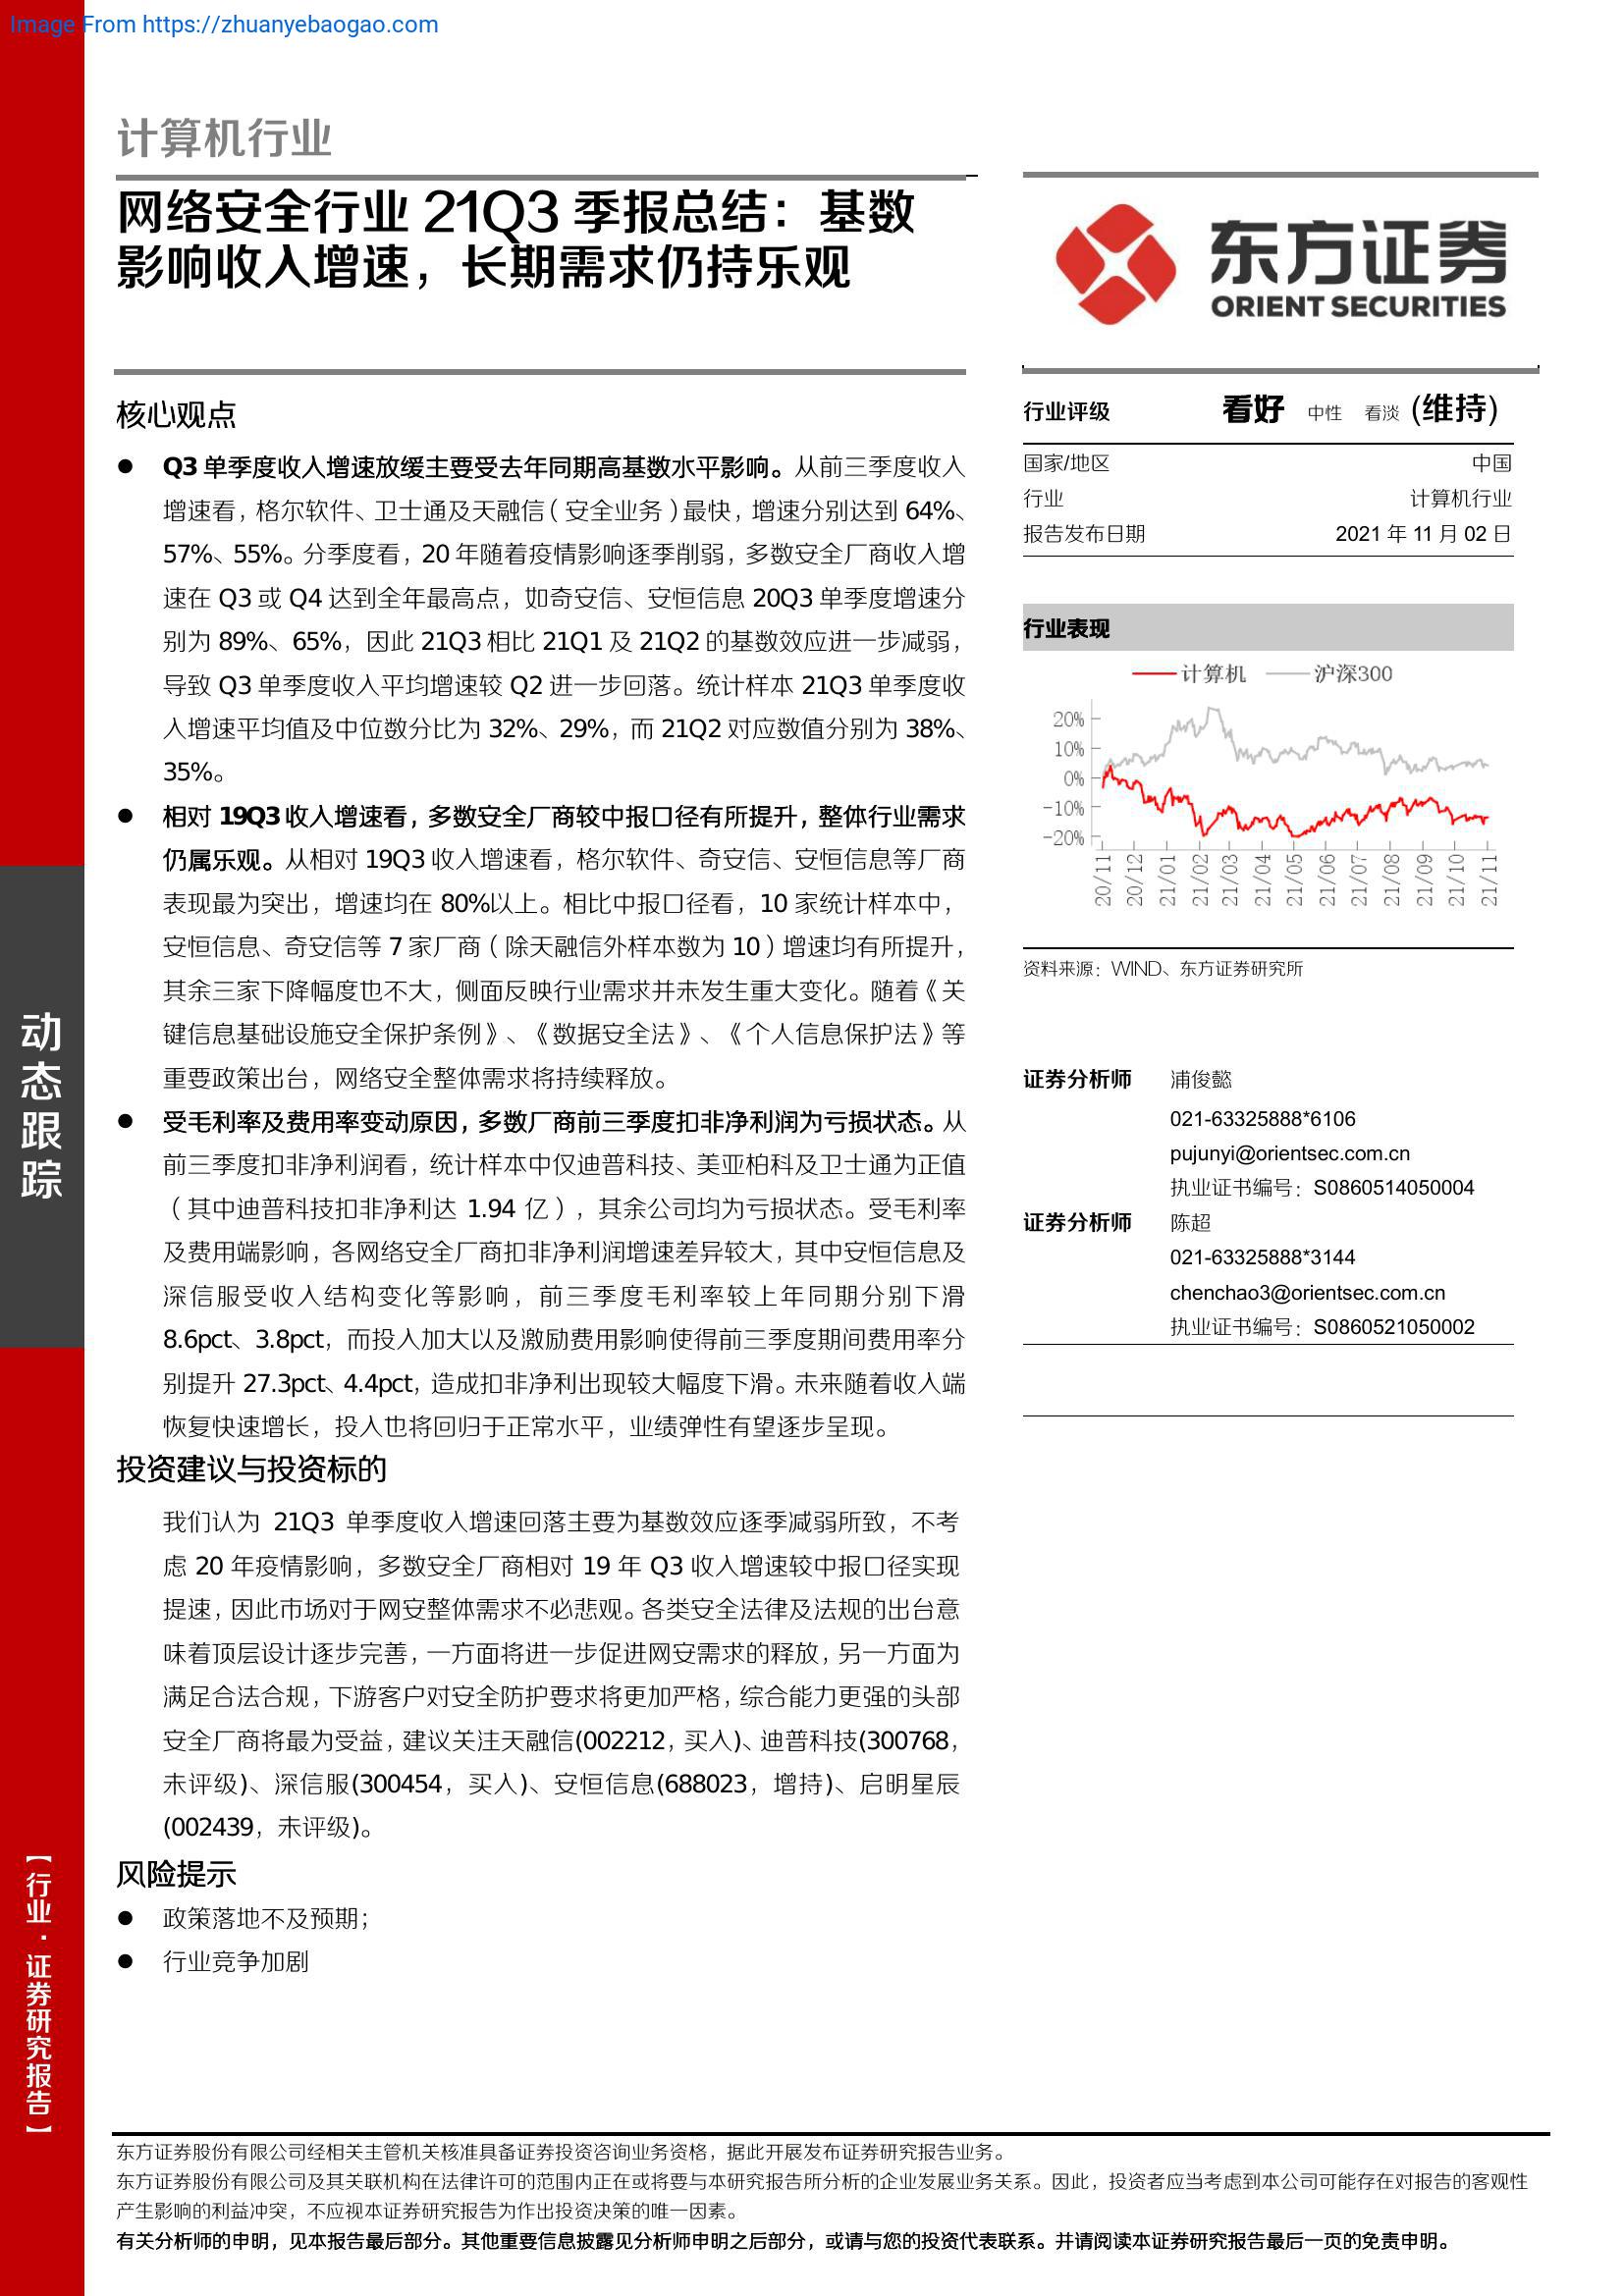 Image From https://zhuanyebaogao.com
计算机行业
网络安全行业 21Q3 季报总结：基数
影响收入增速，长期需求仍持乐观
东方证券
ORIENT SECURITIES
核心观点
● Q3 单季度收入增速放缓主要受去年同期高基数水平影响。从前三季度收入
增速看，格尔软件、卫士通及天融信（安全业务）最快，增速分别达到 64%、
57%、55%。分季度看，20 年随着疫情影响逐季削弱，多数安全厂商收入增
速在 Q3 或 Q4 达到全年最高点，如奇安信、安恒信息 20Q3 单季度增速分
别为 89%、65%，因此 21Q3 相比 21Q1 及 21Q2 的基数效应进一步减弱，
导致 Q3 单季度收入平均增速较 Q2 进一步回落。统计样本 21Q3 单季度收
入增速平均值及中位数分比为 32%、29%，而 21Q2 对应数值分别为 38%、
35%。
● 相对 19Q3 收入增速看，多数安全厂商较中报口径有所提升，整体行业需求
仍属乐观。从相对 19Q3 收入增速看，格尔软件、奇安信、安恒信息等厂商
表现最为突出，增速均在 80%以上。相比中报口径看，10 家统计样本中，
安恒信息、奇安信等 7 家厂商（除天融信外样本数为 10）增速均有所提升，
其余三家下降幅度也不大，侧面反映行业需求并未发生重大变化。随着《关
键信息基础设施安全保护条例》、《数据安全法》、《个人信息保护法》等
重要政策出台，网络安全整体需求将持续释放。
● 受毛利率及费用率变动原因，多数厂商前三季度扣非净利润为亏损状态。从
前三季度扣非净利润看，统计样本中仅迪普科技、美亚柏科及卫士通为正值
（其中迪普科技扣非净利达 1.94 亿），其余公司均为亏损状态。受毛利率
及费用端影响，各网络安全厂商扣非净利润增速差异较大，其中安恒信息及
深信服受收入结构变化等影响，前三季度毛利率较上年同期分别下滑
8.6pct、3.8pct，而投入加大以及激励费用影响使得前三季度期间费用率分
别提升 27.3pct、4.4pct，造成扣非净利出现较大幅度下滑。未来随着收入端
恢复快速增长，投入也将回归于正常水平，业绩弹性有望逐步呈现。
投资建议与投资标的
我们认为 21Q3 单季度收入增速回落主要为基数效应逐季减弱所致，不考
虑 20 年疫情影响，多数安全厂商相对 19 年 Q3 收入增速较中报口径实现
提速，因此市场对于网安整体需求不必悲观。各类安全法律及法规的出台意
味着顶层设计逐步完善，一方面将进一步促进网安需求的释放，另一方面为
满足合法合规，下游客户对安全防护要求将更加严格，综合能力更强的头部
安全厂商将最为受益，建议关注天融信(002212，买入)、迪普科技(300768，
未评级)、深信服(300454，买入)、安恒信息(688023，增持)、启明星辰
(002439，未评级)。
风险提示
● 政策落地不及预期；
● 行业竞争加剧
行业评级 看好 中性 看淡 (维持)
国家/地区 中国
行业 计算机行业
报告发布日期 2021 年 11 月 02 日
行业表现
计算机 沪深300
20%
10%
0%
-10%
-20%
20/11 20/12 21/01 21/02 21/03 21/04 21/05 21/06 21/07 21/08 21/09 21/10 21/11
资料来源：WIND、东方证券研究所
证券分析师 浦俊懿
021-63325888*6106
pujunyi@orientsec.com.cn
执业证书编号：S0860514050004
证券分析师 陈超
021-63325888*3144
chenchao3@orientsec.com.cn
执业证书编号：S0860521050002
动态跟踪
【行业·证券研究报告】
东方证券股份有限公司经相关主管机关核准具备证券投资咨询业务资格，据此开展发布证券研究报告业务。
东方证券股份有限公司及其关联机构在法律许可的范围内正在或将要与本研究报告所分析的企业发展业务关系。因此，投资者应当考虑到本公司可能存在对报告的客观性
产生影响的利益冲突，不应视本证券研究报告为作出投资决策的唯一因素。
有关分析师的申明，见本报告最后部分。其他重要信息披露见分析师申明之后部分，或请与您的投资代表联系。并请阅读本证券研究报告最后一页的免责申明。